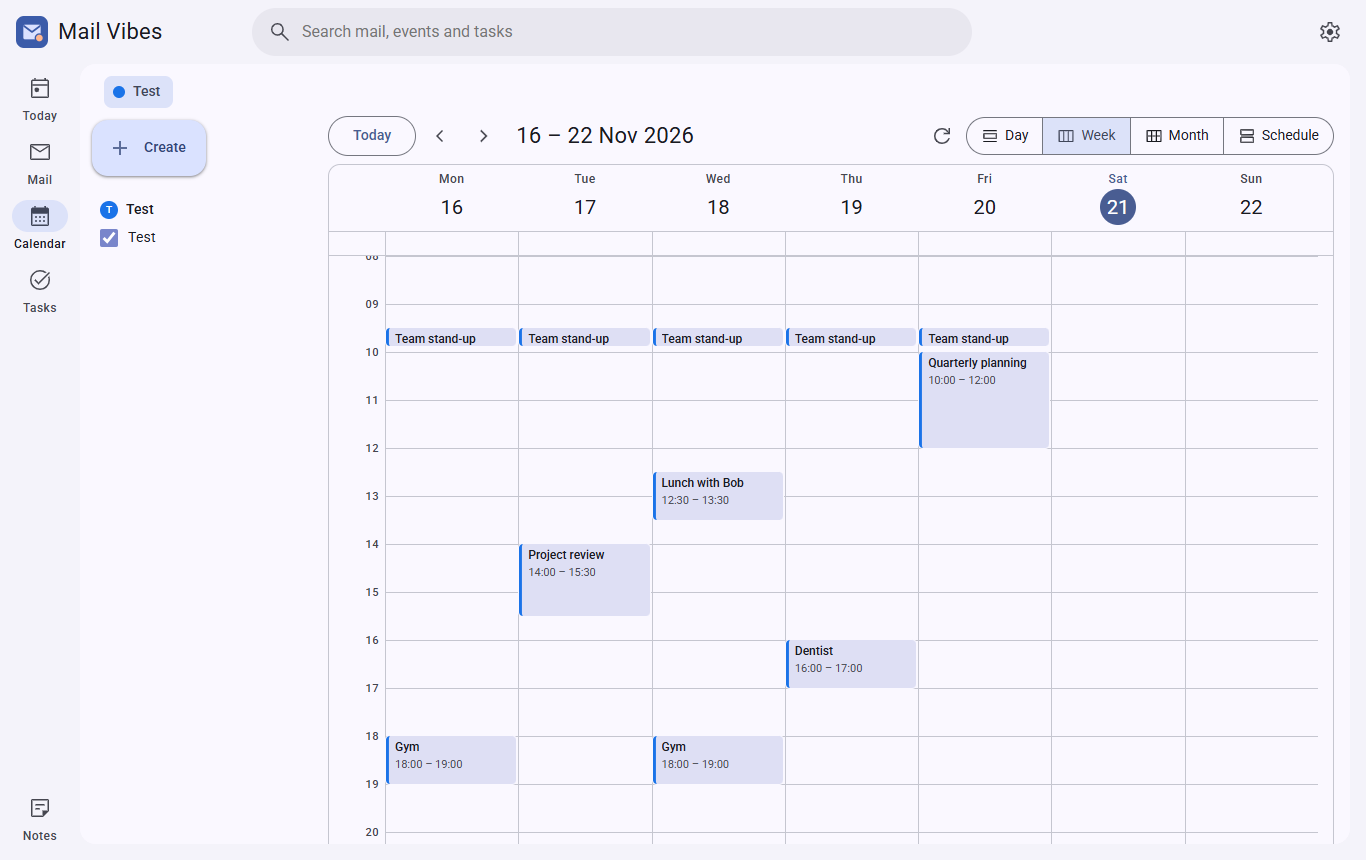 Mail Vibes
Search mail, events and tasks
Today
Mail
Calendar
Tasks
Notes
Test
Create
T Test
Test
Today
16 – 22 Nov 2026
Day
Week
Month
Schedule
Mon Tue Wed Thu Fri Sat Sun
16 17 18 19 20 21 22
08
09
Team stand-up Team stand-up Team stand-up Team stand-up Team stand-up
10
Quarterly planning
10:00 – 12:00
11
12
Lunch with Bob
12:30 – 13:30
13
14
Project review
14:00 – 15:30
15
16
Dentist
16:00 – 17:00
17
18
Gym Gym
18:00 – 19:00 18:00 – 19:00
19
20